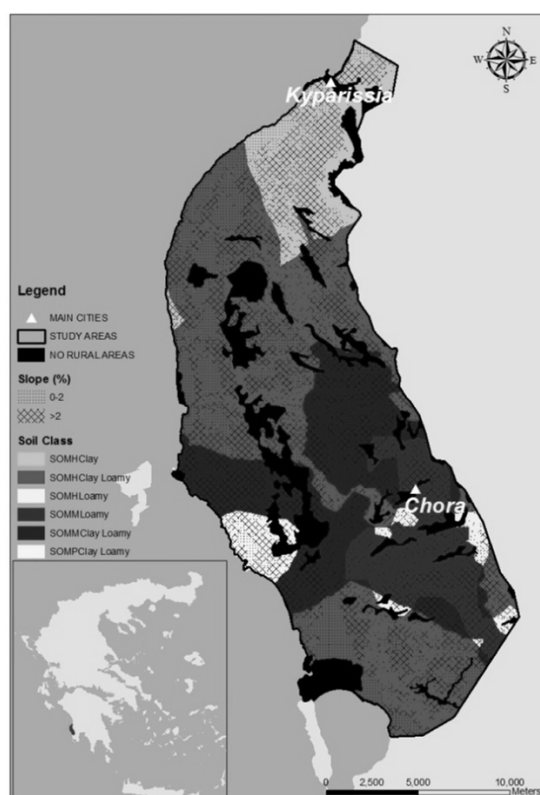 N
W
E
S
Kyparissia
Legend
MAIN CITIES
STUDY AREAS
NO RURAL AREAS
Slope (%)
0-2
>2
Soil Class
SOMHClay
SOMHClay Loamy
SOMHLoamy
SOMMLoamy
SOMMClay Loamy
SOMPClay Loamy
Chora
0 2,500 5,000 10,000
Meters